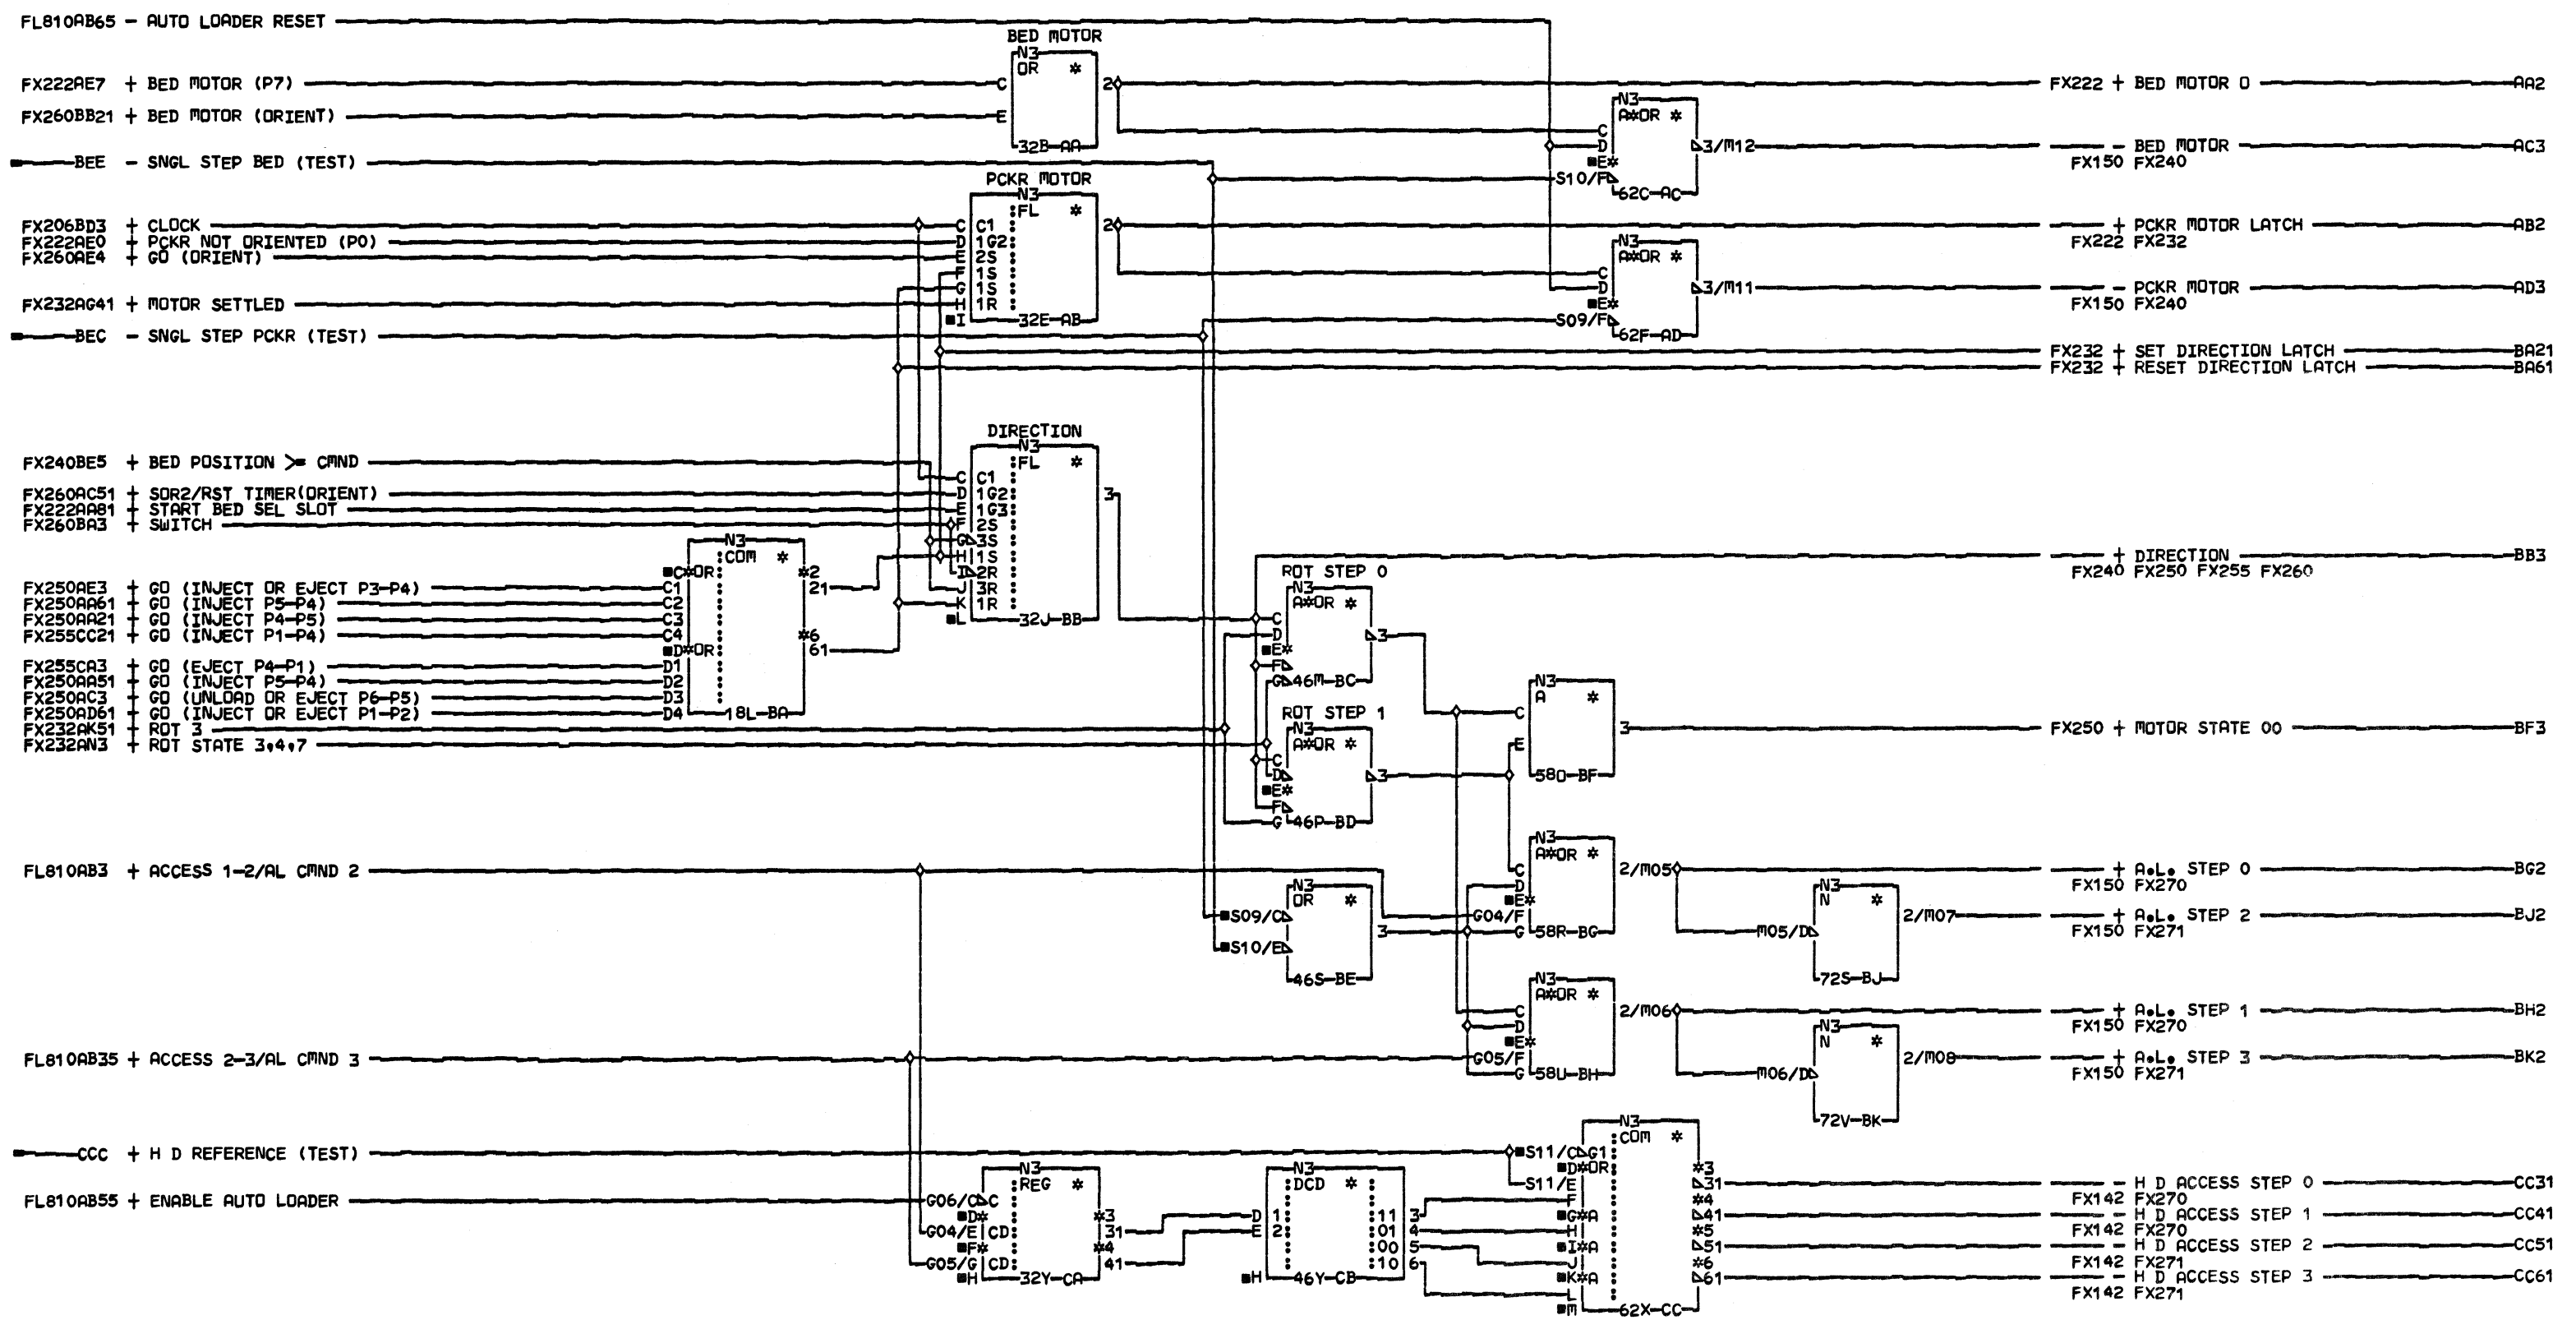 FL810AB65 - AUTO LOADER RESET
BED MOTOR
N3
OR *
FX222AE7 + BED MOTOR (P7) C 2 FX222 + BED MOTOR 0 AA2
FX260BB21 + BED MOTOR (ORIENT) E
32B-AA
N3
A*OR *
C
D 3/M12 - BED MOTOR AC3
E*
FX150 FX240
S10/F
62C-AC
BEE - SNGL STEP BED (TEST)
PCKR MOTOR
N3
FL *
FX206BD3 + CLOCK C C1 2 + PCKR MOTOR LATCH AB2
FX222AE0 + PCKR NOT ORIENTED (P0) D 1G2
FX222 FX232
FX260AE4 + GO (ORIENT) E 2S
F 1S
G 1S
FX232AG41 + MOTOR SETTLED H 1R
I 32E-AB
N3
A*OR *
C
D 3/M11 - PCKR MOTOR AD3
E*
FX150 FX240
S09/F
62F-AD
BEC - SNGL STEP PCKR (TEST)
FX232 + SET DIRECTION LATCH BA21
FX232 + RESET DIRECTION LATCH BA61
DIRECTION
N3
FL *
FX240BE5 + BED POSITION >= CMND
C C1
FX260AC51 + SOR2/RST TIMER(ORIENT) D 1G2 3
FX222AA81 + START BED SEL SLOT E 1G3
FX260BA3 + SWITCH F 2S
G 3S
H 1S
I 2R
J 3R
K 1R
L 32J-BB
N3
COM *
C*OR *2
FX250AE3 + GO (INJECT OR EJECT P3-P4) C1 21
FX250AA61 + GO (INJECT P5-P4) C2
FX250AA21 + GO (INJECT P4-P5) C3
FX255CC21 + GO (INJECT P1-P4) C4 *6
D*OR 61
FX255CA3 + GO (EJECT P4-P1) D1
FX250AA51 + GO (INJECT P5-P4) D2
FX250AC3 + GO (UNLOAD OR EJECT P6-P5) D3
FX250AD61 + GO (INJECT OR EJECT P1-P2) D4 18L-BA
FX232AK51 + ROT 3
FX232AN3 + ROT STATE 3,4,7
+ DIRECTION BB3
FX240 FX250 FX255 FX260
ROT STEP 0
N3
A*OR *
C
D 3
E*
F
G 46M-BC
ROT STEP 1
N3
A*OR *
C
D 3
E*
F
G 46P-BD
N3
A *
C
3 FX250 + MOTOR STATE 00 BF3
E
58O-BF
N3
A*OR *
FL810AB3 + ACCESS 1-2/AL CMND 2 C 2/M05 + A.L. STEP 0 BG2
D
FX150 FX270
E*
G04/F
G 58R-BG
N3
OR *
S09/C
3
S10/E
46S-BE
N3
N *
2/M07 + A.L. STEP 2 BJ2
FX150 FX271
M05/D
72S-BJ
N3
A*OR *
C 2/M06 + A.L. STEP 1 BH2
D
FX150 FX270
E*
FL810AB35 + ACCESS 2-3/AL CMND 3 G05/F
G 58U-BH
N3
N *
2/M08 + A.L. STEP 3 BK2
FX150 FX271
M06/D
72V-BK
CCC + H D REFERENCE (TEST)
N3
COM *
S11/C G1
D*OR *3
S11/E 31 - H D ACCESS STEP 0 CC31
F *4 FX142 FX270
G*A 41 - H D ACCESS STEP 1 CC41
H *5 FX142 FX270
I*A 51 - H D ACCESS STEP 2 CC51
J *6 FX142 FX271
K*A 61 - H D ACCESS STEP 3 CC61
L FX142 FX271
M 62X-CC
N3
REG *
FL810AB55 + ENABLE AUTO LOADER G06/C C
D* *3
G04/E CD 31
F* *4
G05/G CD 41
H 32Y-CA
N3
DCD *
D 1 11 3
E 2 01 4
00 5
10 6
H 46Y-CB